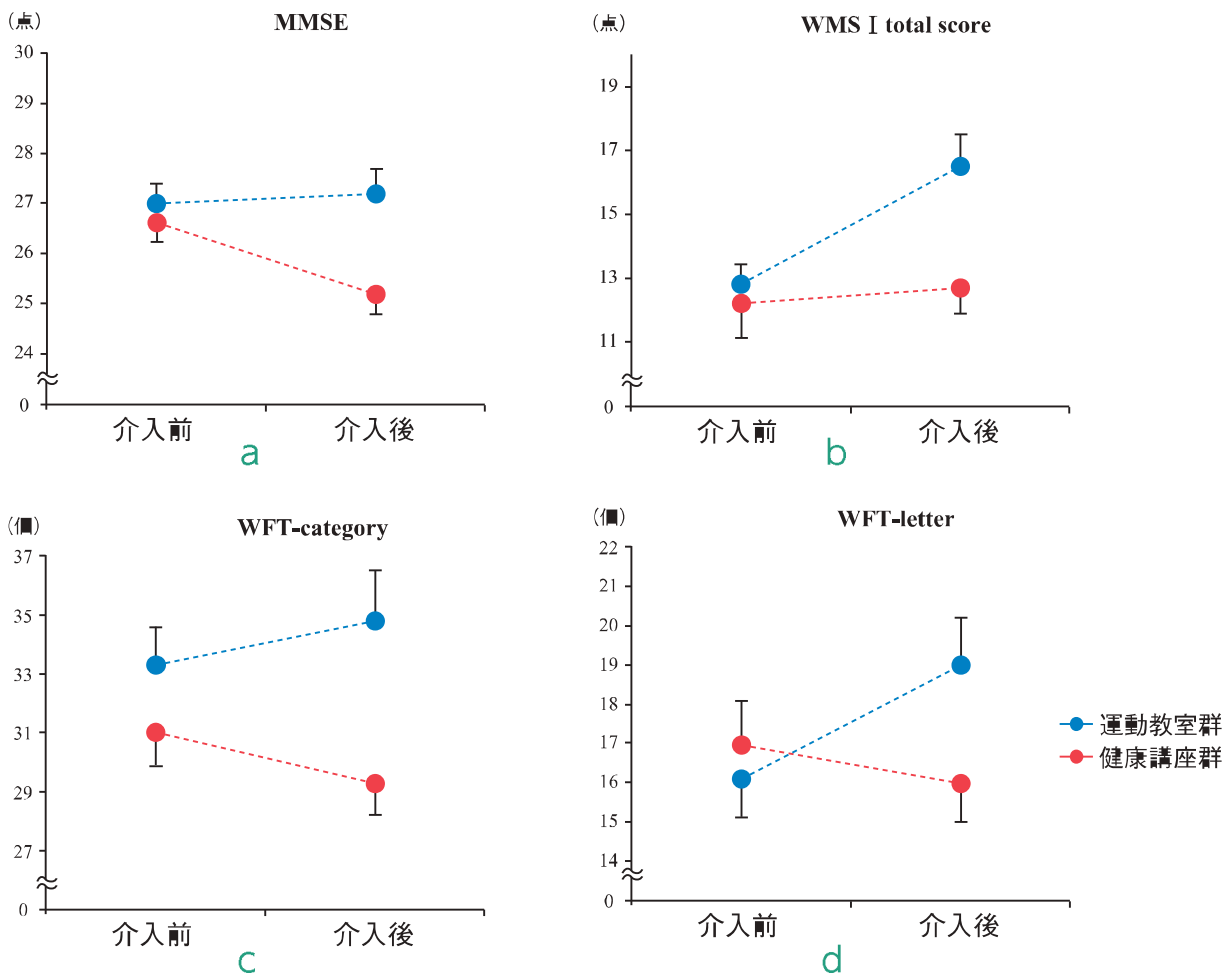 (点)
MMSE
30
29
28
27
26
25
24
0
介入前
介入後
a
(点)
WMS I total score
19
17
15
13
11
0
介入前
介入後
b
(個)
WFT-category
37
35
33
31
29
27
0
介入前
介入後
c
(個)
WFT-letter
22
21
20
19
18
17
16
15
14
0
介入前
介入後
d
運動教室群
健康講座群